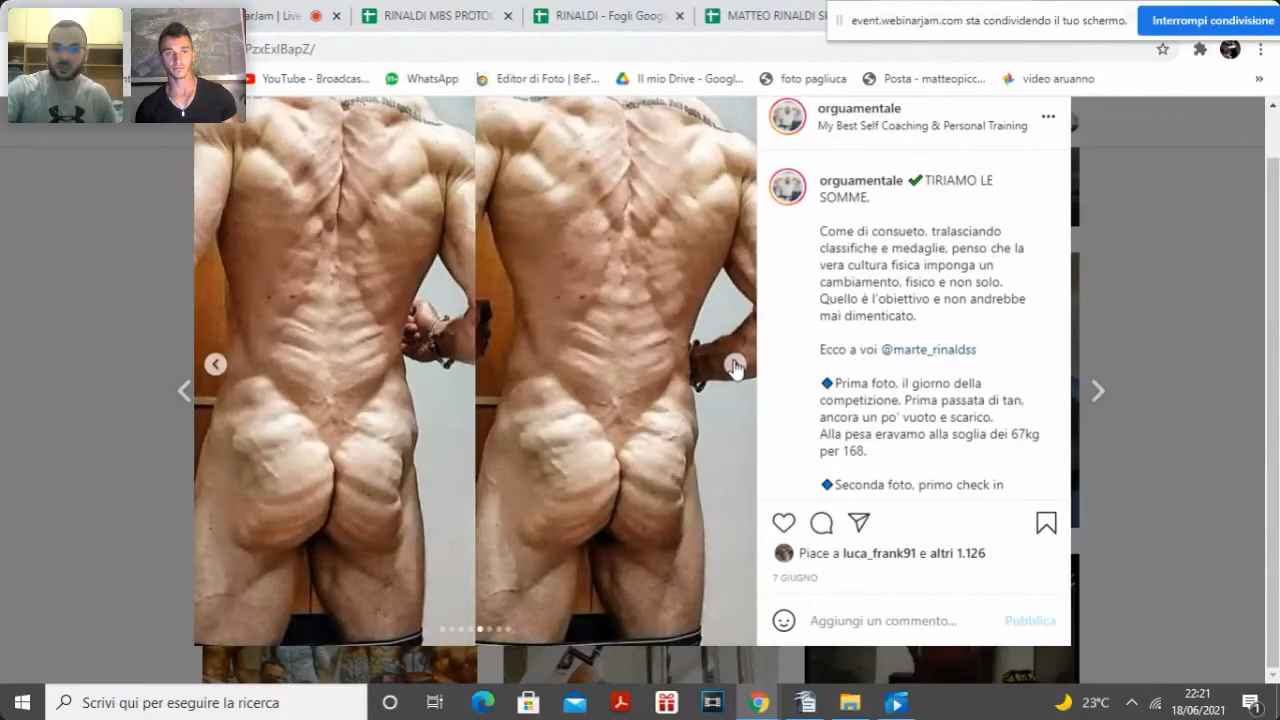 arJam | Live
RINALDI MBS PROTOC
RINALDI - Fogli Goog
MATTEO RINALDI SI
event.webinarjam.com sta condividendo il tuo schermo.
Interrompi condivisione
PzxExIBapZ/
YouTube - Broadcas...
WhatsApp
Editor di Foto | BeF...
Il mio Drive - Googl...
foto pagliuca
Posta - matteopicc...
video aruanno
»
orguamentale
My Best Self Coaching & Personal Training
orguamentale ✔TIRIAMO LE
SOMME.
Come di consueto, tralasciando
classifiche e medaglie, penso che la
vera cultura fisica imponga un
cambiamento, fisico e non solo.
Quello è l'obiettivo e non andrebbe
mai dimenticato.
Ecco a voi @marte_rinaldss
🔹Prima foto, il giorno della
competizione. Prima passata di tan,
ancora un po' vuoto e scarico.
Alla pesa eravamo alla soglia dei 67kg
per 168.
🔹Seconda foto, primo check in
Piace a luca_frank91 e altri 1.126
7 GIUGNO
Aggiungi un commento...
Pubblica
Scrivi qui per eseguire la ricerca
23°C
22:21
18/06/2021
1